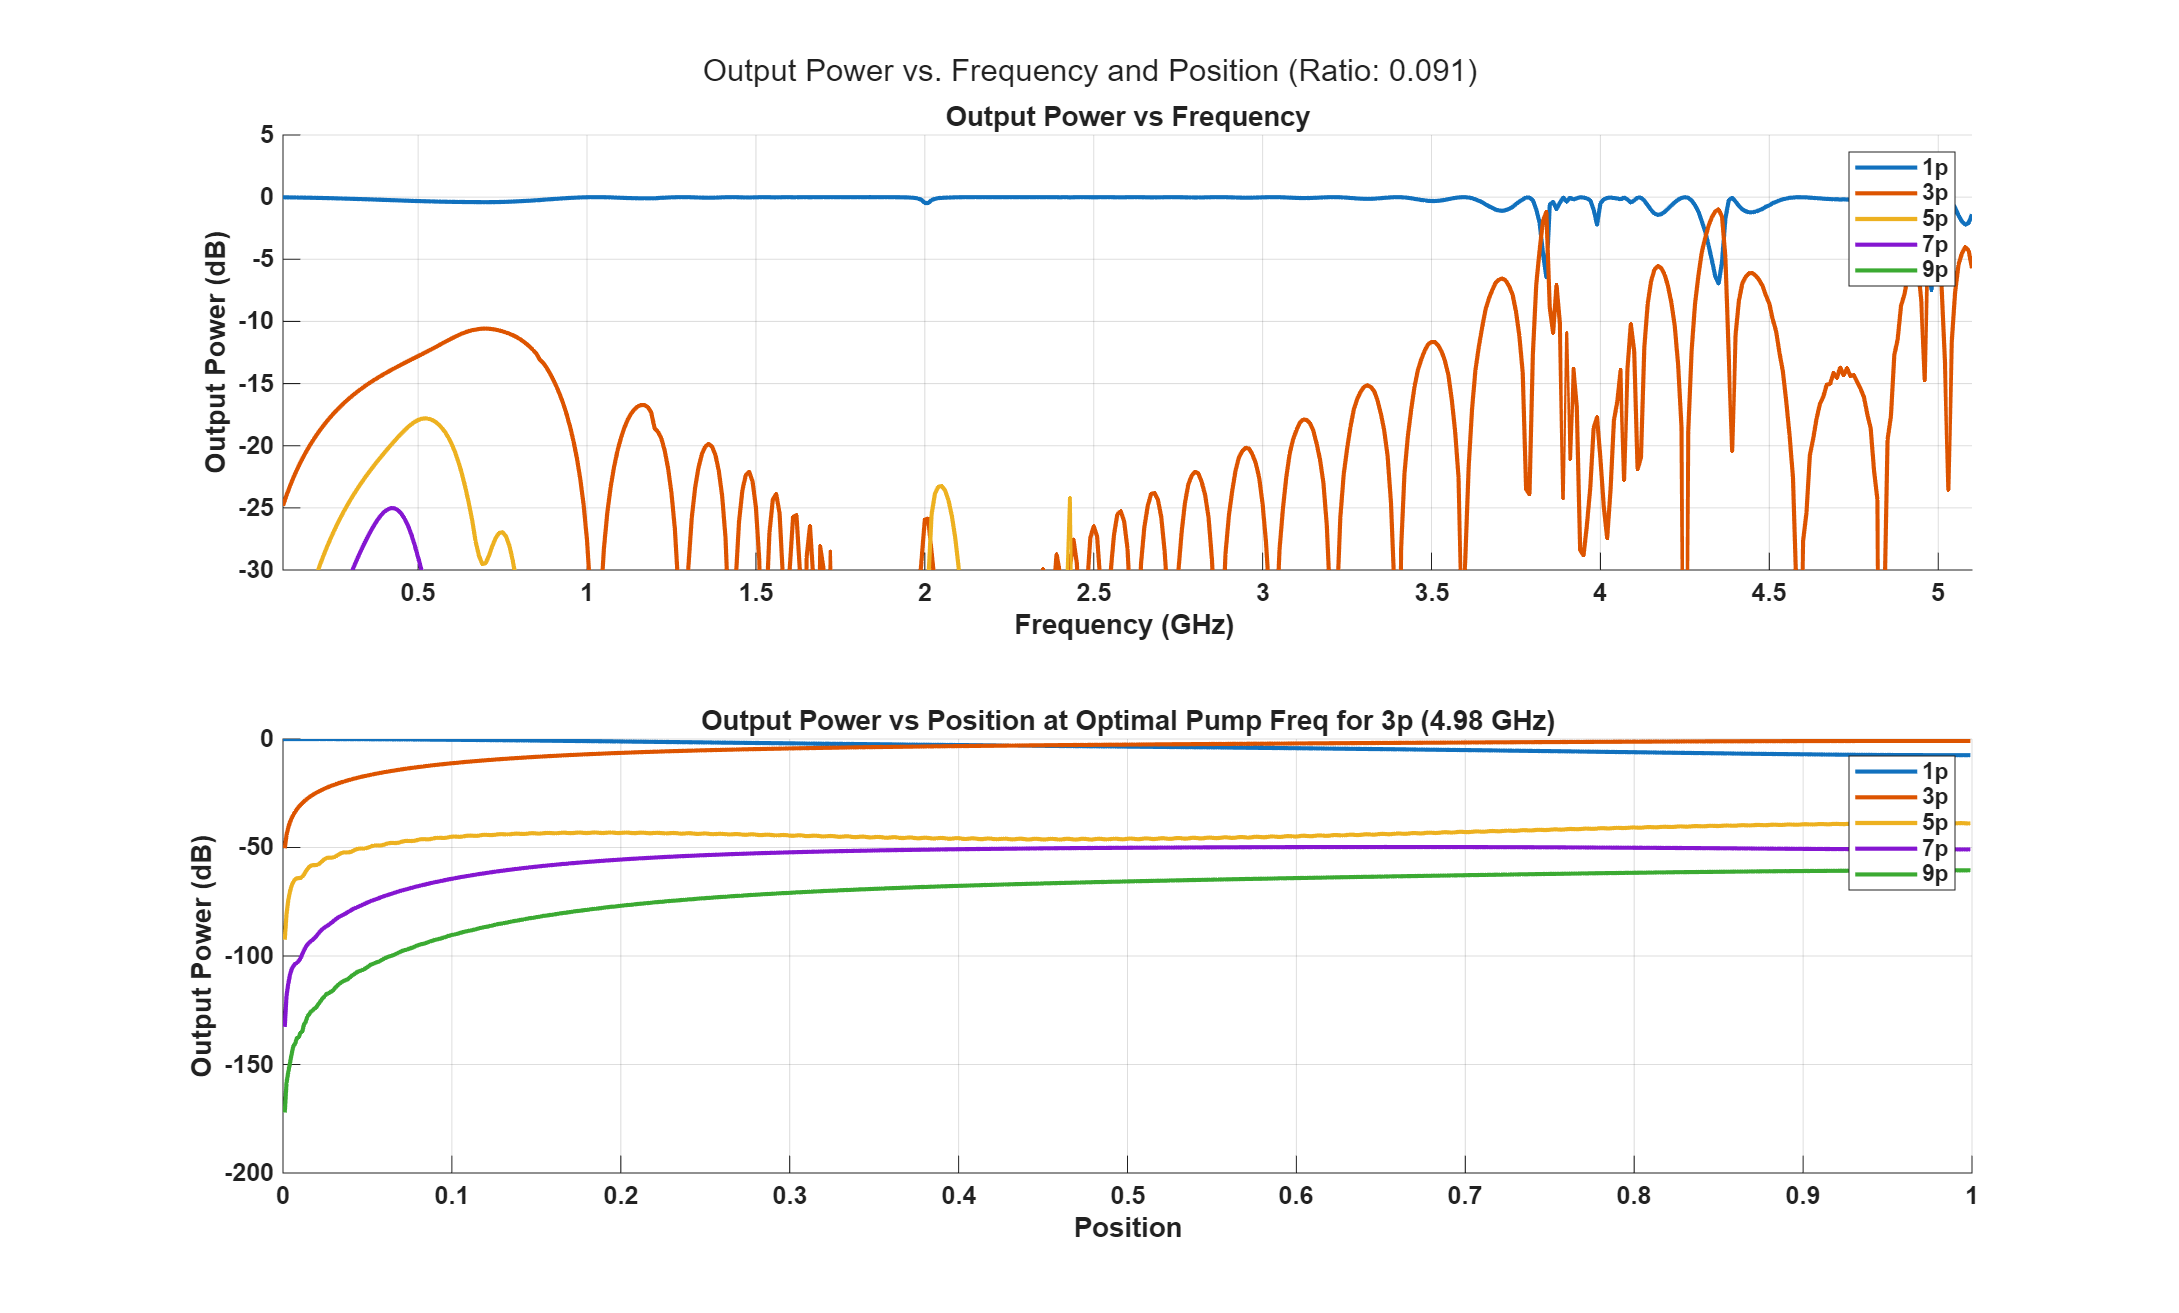 Output Power vs. Frequency and Position (Ratio: 0.091)
Output Power vs Frequency
5
0
-5
-10
-15
-20
-25
-30
Output Power (dB)
0.5 1 1.5 2 2.5 3 3.5 4 4.5 5
Frequency (GHz)
1p
3p
5p
7p
9p
Output Power vs Position at Optimal Pump Freq for 3p (4.98 GHz)
0
-50
-100
-150
-200
Output Power (dB)
0 0.1 0.2 0.3 0.4 0.5 0.6 0.7 0.8 0.9 1
Position
1p
3p
5p
7p
9p